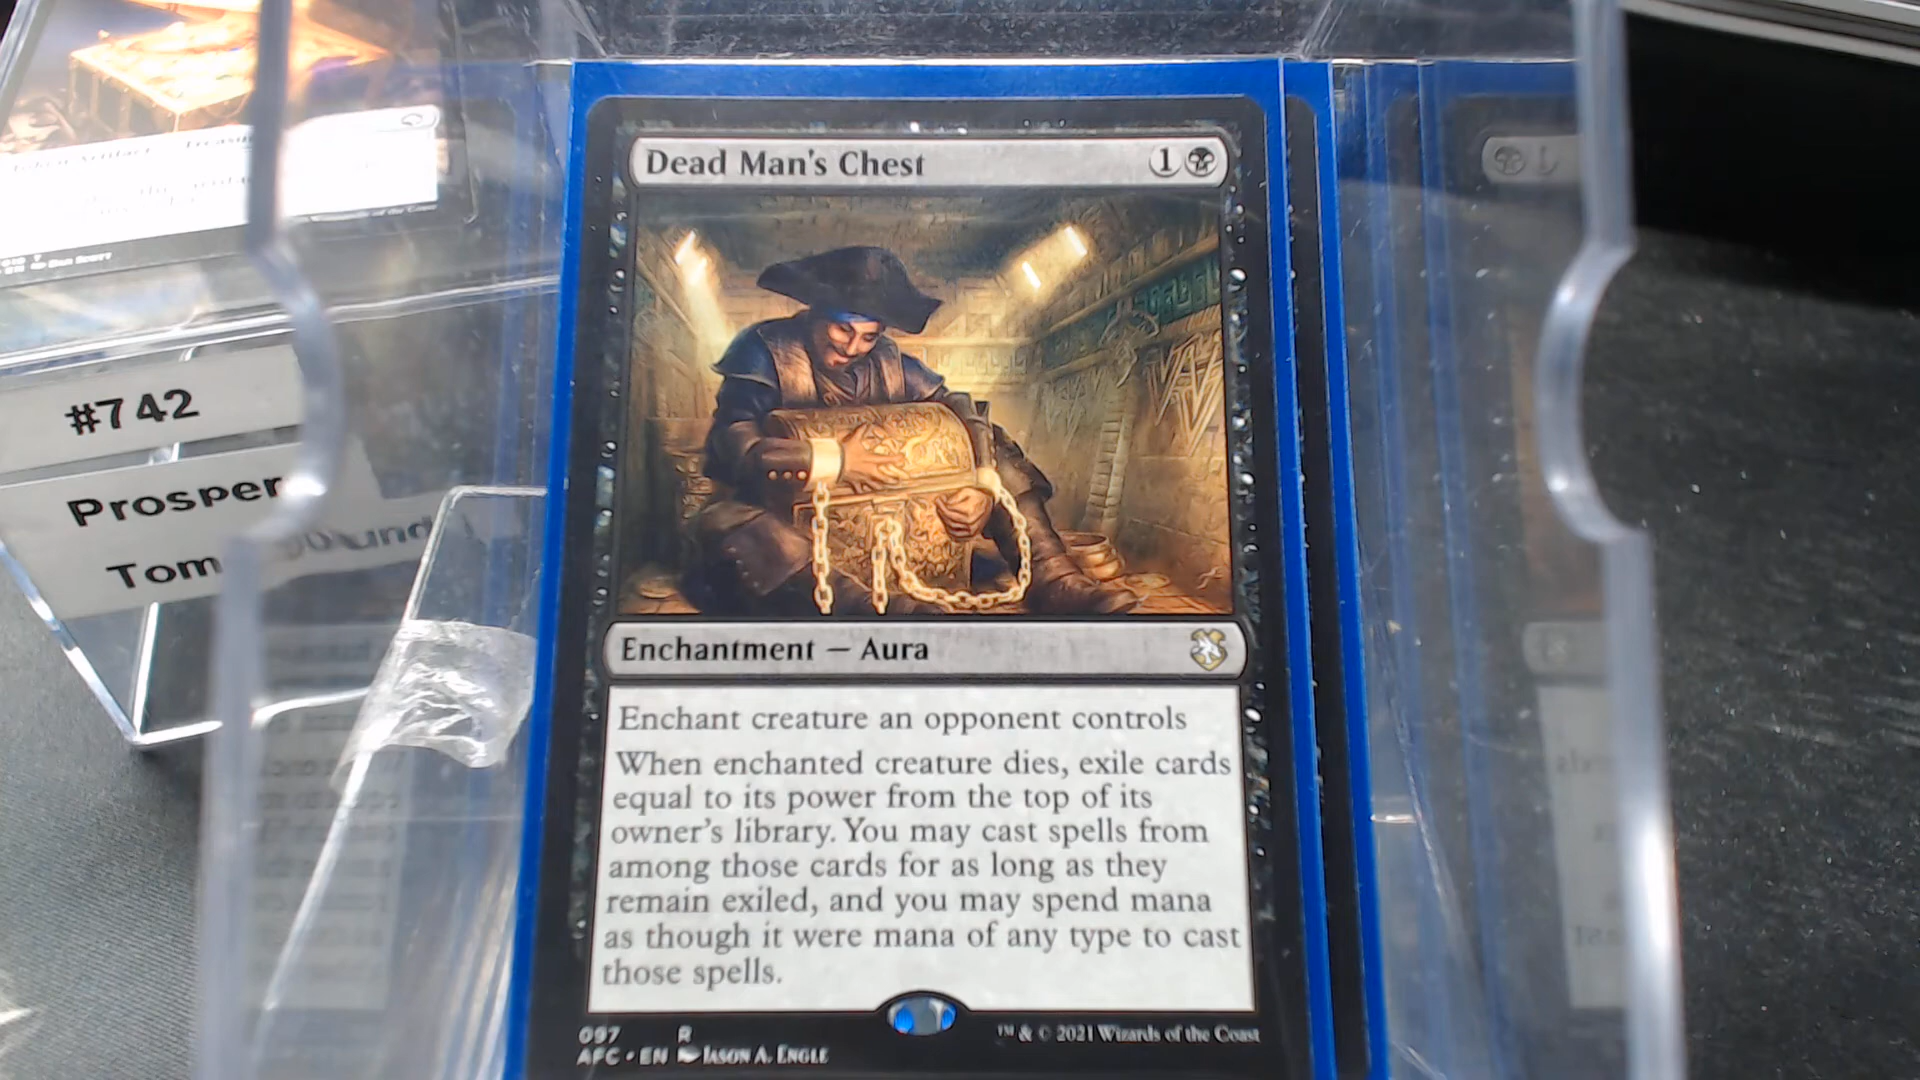 Dead Man's Chest 1
Enchantment — Aura
Enchant creature an opponent controls
When enchanted creature dies, exile cards
equal to its power from the top of its
owner's library. You may cast spells from
among those cards for as long as they
remain exiled, and you may spend mana
as though it were mana of any type to cast
those spells.
097 R
AFC • EN Jason A. Engle
™ & © 2021 Wizards of the Coast
#742
Prosper
Tom